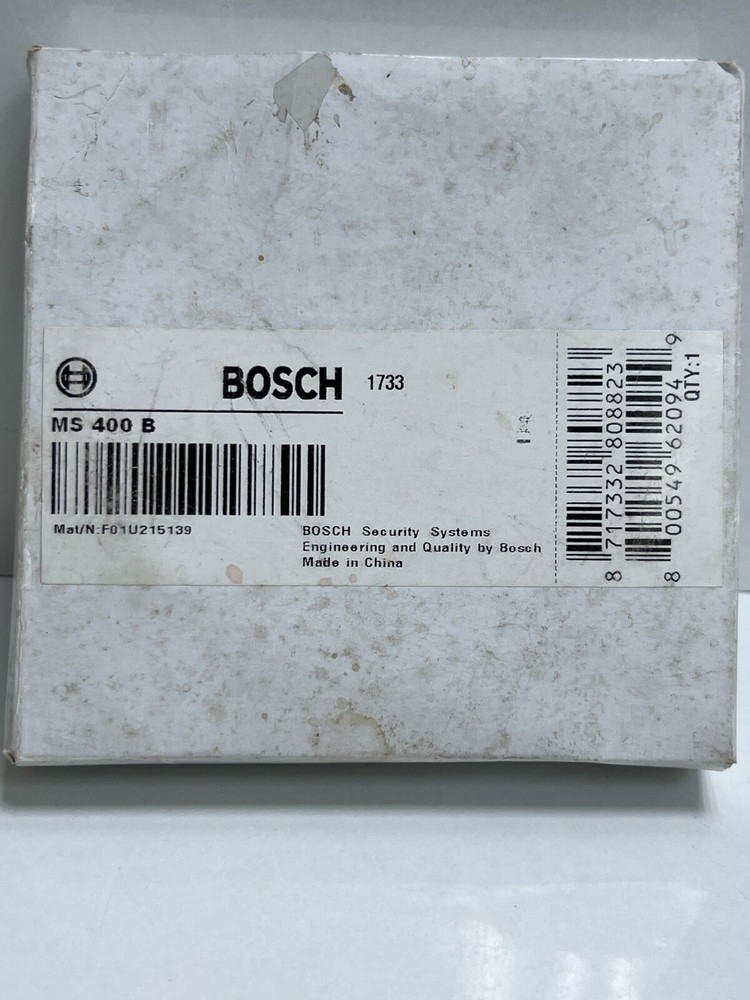 BOSCH 1733
MS 400 B
Mat/N:F01U215139
BOSCH Security Systems
Engineering and Quality by Bosch
Made in China
8 717332 808823
8 00549 62094 9
QTY:1